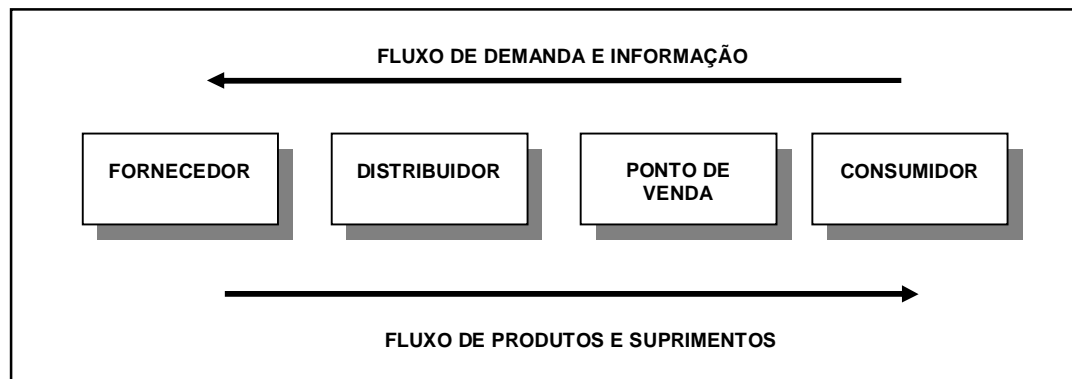 FLUXO DE DEMANDA E INFORMAÇÃO
FORNECEDOR
DISTRIBUIDOR
PONTO DE
VENDA
CONSUMIDOR
FLUXO DE PRODUTOS E SUPRIMENTOS